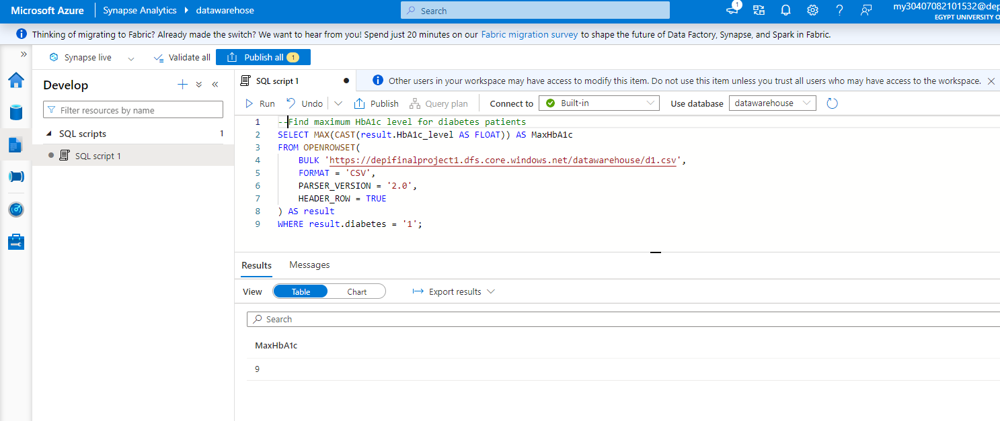 Microsoft Azure
Synapse Analytics
datawarehose
Search
1
my30407082101532@dep
EGYPT UNIVERSITY O
Thinking of migrating to Fabric? Already made the switch? We want to hear from you! Spend just 20 minutes on our Fabric migration survey to shape the future of Data Factory, Synapse, and Spark in Fabric.
Synapse live
Validate all
Publish all 1
Develop
Filter resources by name
SQL scripts 1
SQL script 1
SQL script 1
Other users in your workspace may have access to modify this item. Do not use this item unless you trust all users who may have access to the workspace.
Run Undo Publish Query plan Connect to Built-in Use database datawarehouse
1 --Find maximum HbA1c level for diabetes patients
2 SELECT MAX(CAST(result.HbA1c_level AS FLOAT)) AS MaxHbA1c
3 FROM OPENROWSET(
4 BULK 'https://depifinalproject1.dfs.core.windows.net/datawarehouse/d1.csv',
5 FORMAT = 'CSV',
6 PARSER_VERSION = '2.0',
7 HEADER_ROW = TRUE
8 ) AS result
9 WHERE result.diabetes = '1';
Results Messages
View Table Chart Export results
Search
MaxHbA1c
9